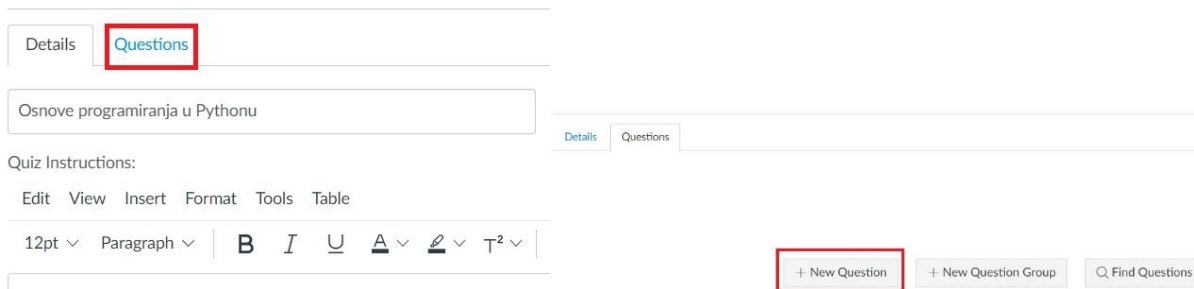 Details Questions
Osnove programiranja u Pythonu
Quiz Instructions:
Edit View Insert Format Tools Table
12pt Paragraph B I U A T²
Details Questions
+ New Question + New Question Group Find Questions